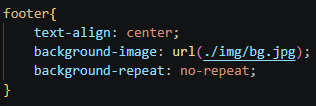 footer{
    text-align: center;
    background-image: url(./img/bg.jpg);
    background-repeat: no-repeat;
}